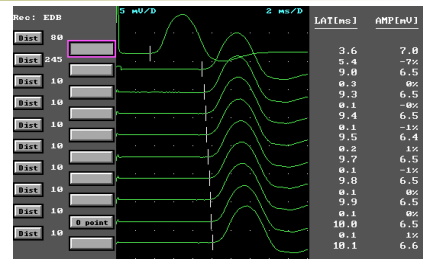 Rec: EDB
5 mV/D 2 ms/D
LAT[ms] AMP[mV]
Dist 80
3.6 7.0
Dist 245
5.4 -7%
9.0 6.5
Dist 10
0.3 0%
9.3 6.5
Dist 10
0.1 -0%
9.4 6.5
Dist 10
0.1 -1%
9.5 6.4
Dist 10
0.2 1%
9.7 6.5
Dist 10
0.1 -1%
9.8 6.5
Dist 10
0.1 0%
9.9 6.5
Dist 10
0 point
0.1 0%
10.0 6.5
Dist 10
0.1 1%
10.1 6.6